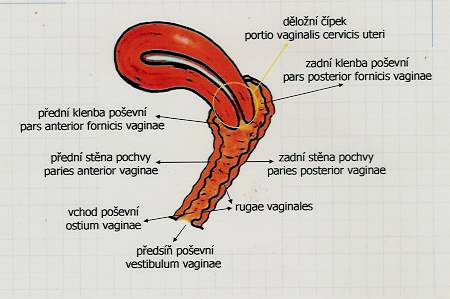 děložní čípek
portio vaginalis cervicis uteri
zadní klenba poševní
pars posterior fornicis vaginae
přední klenba poševní
pars anterior fornicis vaginae
přední stěna pochvy
paries anterior vaginae
zadní stěna pochvy
paries posterior vaginae
vchod poševní
ostium vaginae
rugae vaginales
předsíň poševní
vestibulum vaginae